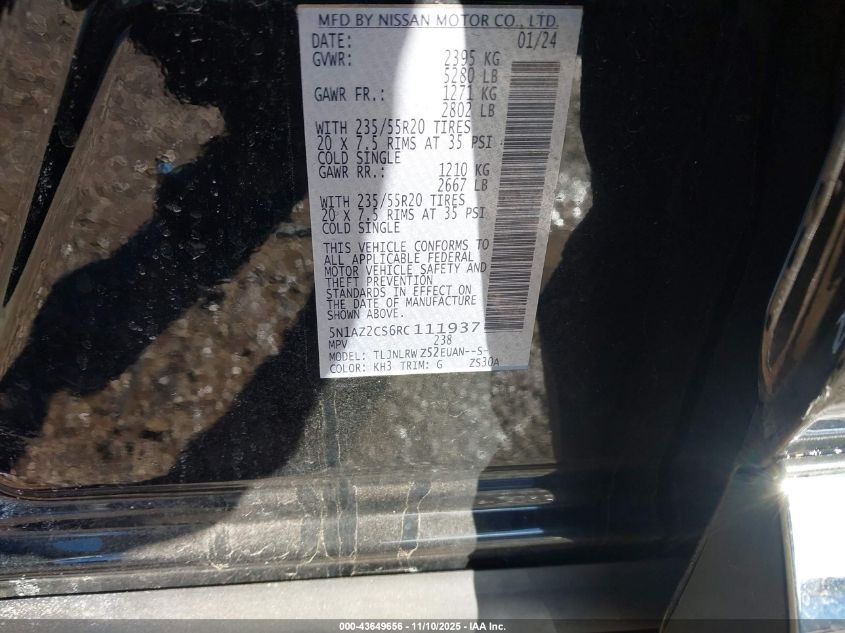 MFD BY NISSAN MOTOR CO., LTD.
DATE: 01/24
GVWR: 2395 KG
5280 LB
GAWR FR.: 1271 KG
2802 LB
WITH 235/55R20 TIRES
20 X 7.5 RIMS AT 35 PSI
COLD SINGLE
GAWR RR.: 1210 KG
2667 LB
WITH 235/55R20 TIRES
20 X 7.5 RIMS AT 35 PSI
COLD SINGLE
THIS VEHICLE CONFORMS TO
ALL APPLICABLE FEDERAL
MOTOR VEHICLE SAFETY AND
THEFT PREVENTION
STANDARDS IN EFFECT ON
THE DATE OF MANUFACTURE
SHOWN ABOVE.
5N1AZ2CS6RC111937
MPV 238
MODEL: TLJNLRWZ52EUAN--S-
COLOR: KH3 TRIM: G ZS30A
000-43649656 - 11/10/2025 - IAA Inc.